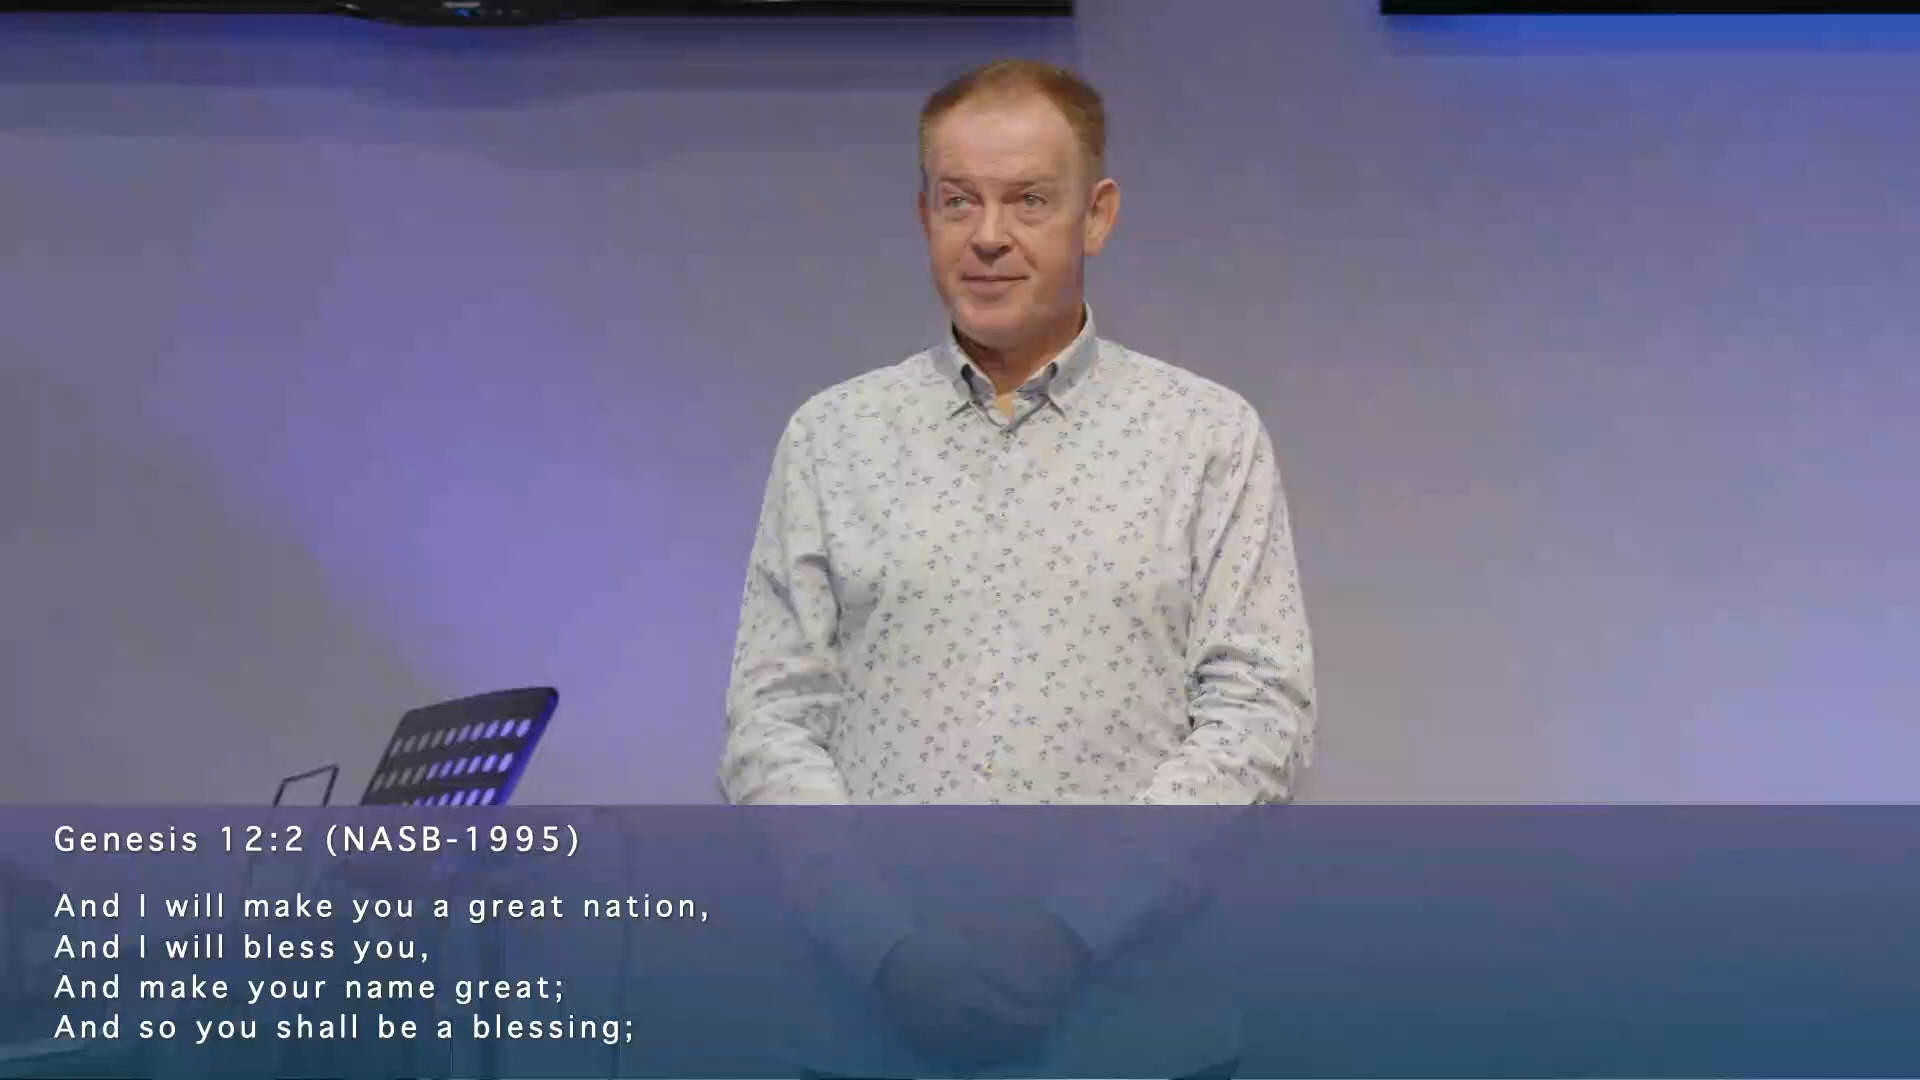 Genesis 12:2 (NASB-1995)
And I will make you a great nation,
And I will bless you,
And make your name great;
And so you shall be a blessing;